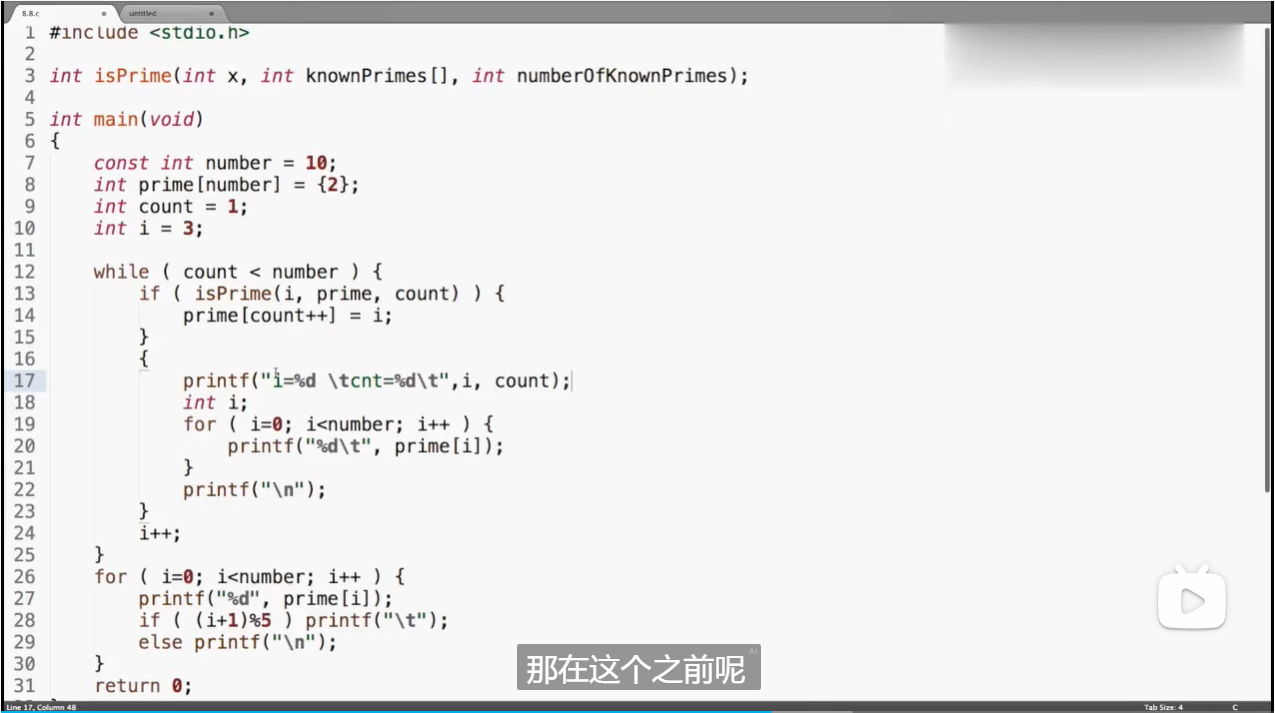 8.8.c
untitled
1 #include <stdio.h>
2
3 int isPrime(int x, int knownPrimes[], int numberOfKnownPrimes);
4
5 int main(void)
6 {
7     const int number = 10;
8     int prime[number] = {2};
9     int count = 1;
10     int i = 3;
11
12     while ( count < number ) {
13         if ( isPrime(i, prime, count) ) {
14             prime[count++] = i;
15         }
16         {
17             printf("i=%d \tcnt=%d\t",i, count);
18             int i;
19             for ( i=0; i<number; i++ ) {
20                 printf("%d\t", prime[i]);
21             }
22             printf("\n");
23         }
24         i++;
25     }
26     for ( i=0; i<number; i++ ) {
27         printf("%d", prime[i]);
28         if ( (i+1)%5 ) printf("\t");
29         else printf("\n");
30     }
31     return 0;
那在这个之前呢
AI
Line 17, Column 48
Tab Size: 4
C